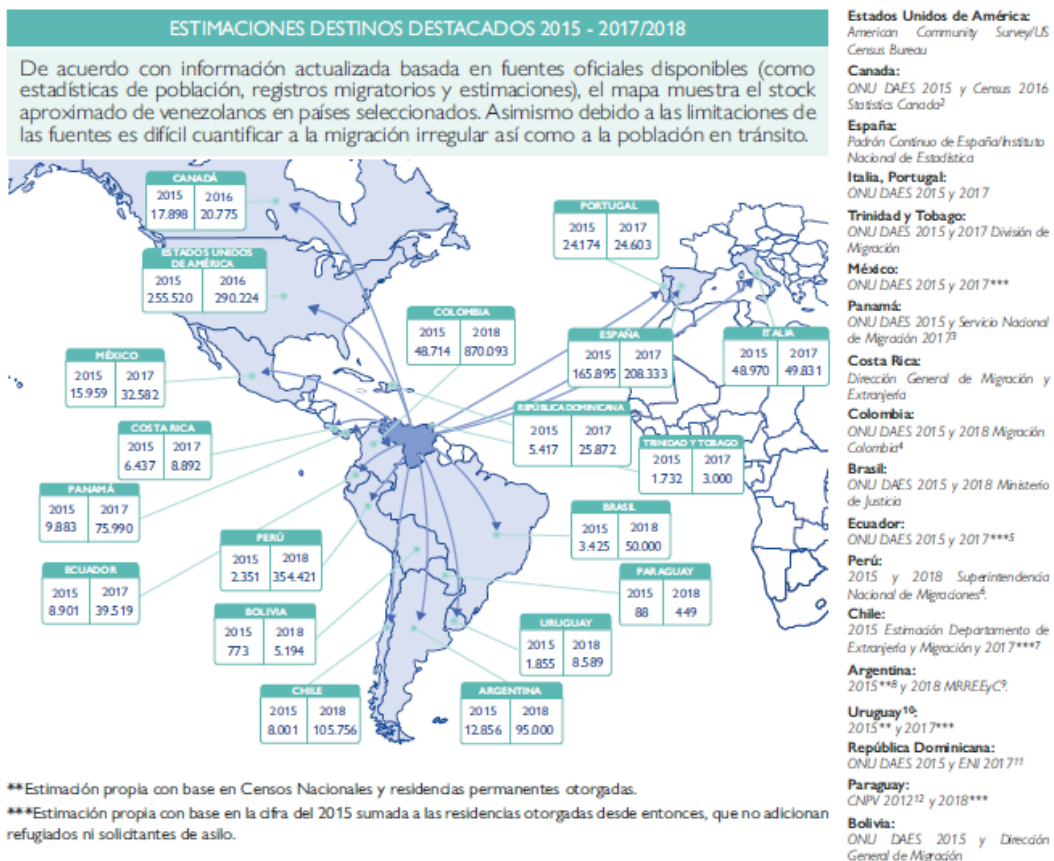 ESTIMACIONES DESTINOS DESTACADOS 2015 - 2017/2018
De acuerdo con información actualizada basada en fuentes oficiales disponibles (como
estadísticas de población, registros migratorios y estimaciones), el mapa muestra el stock
aproximado de venezolanos en países seleccionados. Asimismo debido a las limitaciones de
las fuentes es difícil cuantificar a la migración irregular así como a la población en tránsito.
CANADÁ
2015 2016
17.898 20.775
ESTADOS UNIDOS
DE AMÉRICA
2015 2016
255.520 290.224
MÉXICO
2015 2017
15.959 32.582
COSTA RICA
2015 2017
6.437 8.892
PANAMÁ
2015 2017
9.883 75.990
ECUADOR
2015 2017
8.901 39.519
COLOMBIA
2015 2018
48.714 870.093
PERÚ
2015 2018
2.351 354.421
BOLIVIA
2015 2018
773 5.194
CHILE
2015 2018
8.001 105.756
PORTUGAL
2015 2017
24.174 24.603
ESPAÑA
2015 2017
165.895 208.333
ITALIA
2015 2017
48.970 49.831
REPÚBLICA DOMINICANA
2015 2017
5.417 25.872
TRINIDAD Y TOBAGO
2015 2017
1.732 3.000
BRASIL
2015 2018
3.425 50.000
PARAGUAY
2015 2018
88 449
URUGUAY
2015 2018
1.855 8.589
ARGENTINA
2015 2018
12.856 95.000
**Estimación propia con base en Censos Nacionales y residencias permanentes otorgadas.
***Estimación propia con base en la cifra del 2015 sumada a las residencias otorgadas desde entonces, que no adicionan
refugiados ni solicitantes de asilo.
Estados Unidos de América:
American Community Survey/US
Census Bureau
Canada:
ONU DAES 2015 y Census 2016
Statistics Canada²
España:
Padrón Continuo de España/Instituto
Nacional de Estadística
Italia, Portugal:
ONU DAES 2015 y 2017
Trinidad y Tobago:
ONU DAES 2015 y 2017 División de
Migración
México:
ONU DAES 2015 y 2017***
Panamá:
ONU DAES 2015 y Servicio Nacional
de Migración 2017³
Costa Rica:
Dirección General de Migración y
Extranjería
Colombia:
ONU DAES 2015 y 2018 Migración
Colombia⁴
Brasil:
ONU DAES 2015 y 2018 Ministerio
de Justicia
Ecuador:
ONU DAES 2015 y 2017***⁵
Perú:
2015 y 2018 Superintendencia
Nacional de Migraciones⁶.
Chile:
2015 Estimación Departamento de
Extranjería y Migración y 2017***⁷
Argentina:
2015**⁸ y 2018 MRREEyC⁹.
Uruguay¹⁰:
2015** y 2017***
República Dominicana:
ONU DAES 2015 y ENI 2017¹¹
Paraguay:
CNPV 2012¹² y 2018***
Bolivia:
ONU DAES 2015 y Dirección
General de Migración